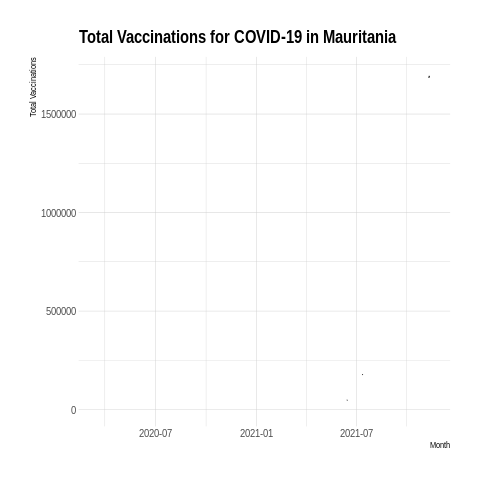 Total Vaccinations for COVID-19 in Mauritania
Total Vaccinations
1500000
1000000
500000
0
2020-07 2021-01 2021-07
Month